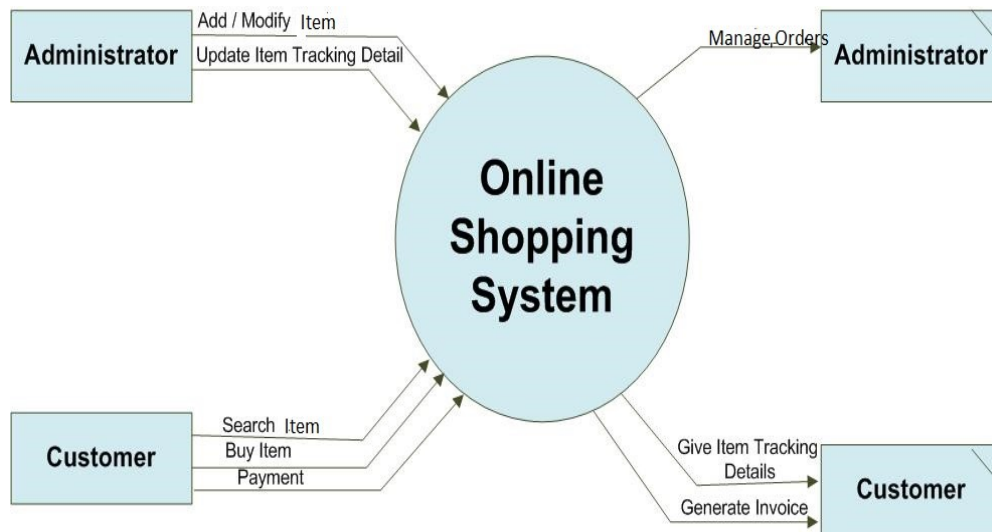 Add / Modify Item
Administrator
Update Item Tracking Detail
Manage,Orders
Administrator
Online
Shopping
System
Search Item
Customer
Buy Item
Payment
Give Item Tracking
Details
Generate Invoice
Customer